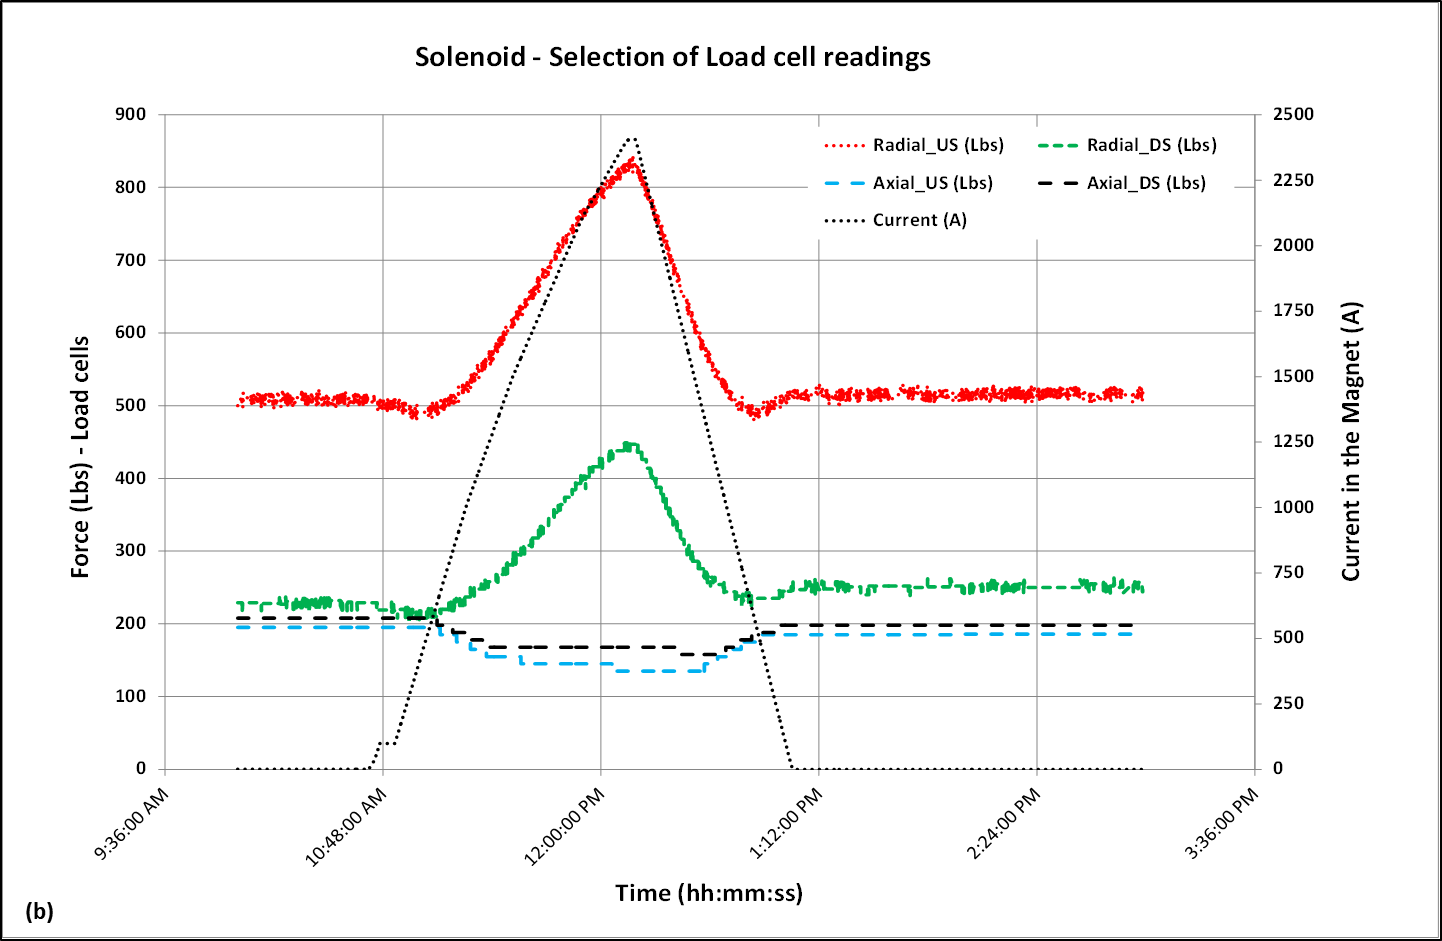 Solenoid - Selection of Load cell readings
900
800
700
600
500
400
300
200
100
0
Force (Lbs) - Load cells
2500
2250
2000
1750
1500
1250
1000
750
500
250
0
Current in the Magnet (A)
Radial_US (Lbs)
Radial_DS (Lbs)
Axial_US (Lbs)
Axial_DS (Lbs)
Current (A)
9:36:00 AM
10:48:00 AM
12:00:00 PM
1:12:00 PM
2:24:00 PM
3:36:00 PM
Time (hh:mm:ss)
(b)